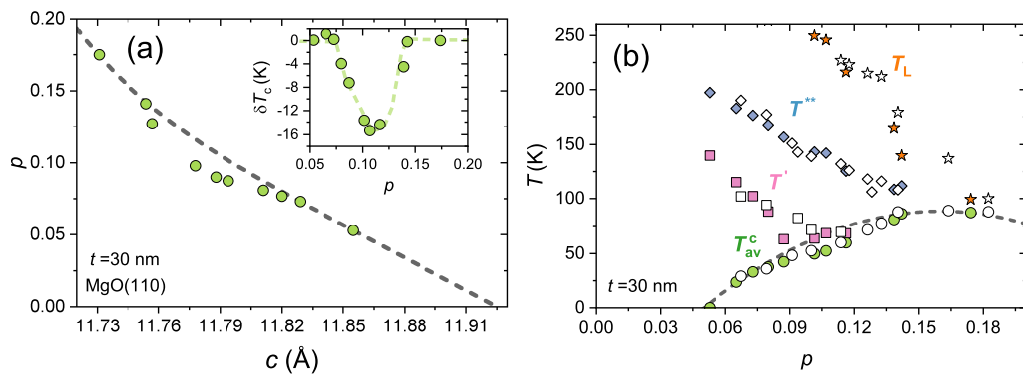 (a)
0.20
0.15
0.10
0.05
0.00
p
11.73 11.76 11.79 11.82 11.85 11.88 11.91
c (Å)
t =30 nm
MgO(110)
δTc (K)
0
-4
-8
-12
-16
0.05 0.10 0.15 0.20
p
(b)
250
200
150
100
50
0
T (K)
TL
T**
T*
Tcav
t =30 nm
0.00 0.03 0.06 0.09 0.12 0.15 0.18
p